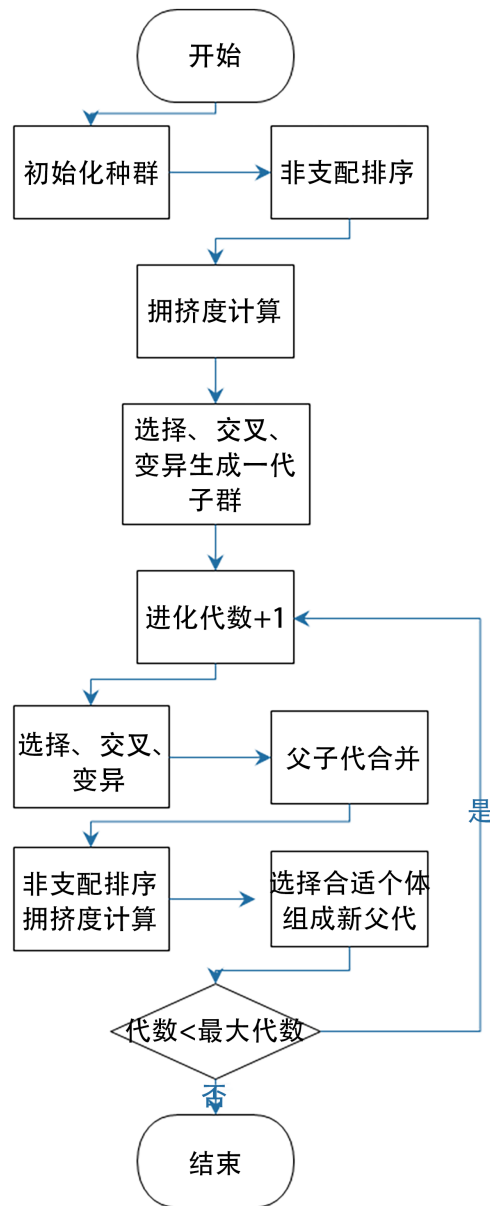 开始
初始化种群
非支配排序
拥挤度计算
选择、交叉、
变异生成一代
子群
进化代数+1
选择、交叉、
变异
父子代合并
是
非支配排序
拥挤度计算
选择合适个体
组成新父代
代数<最大代数
否
结束